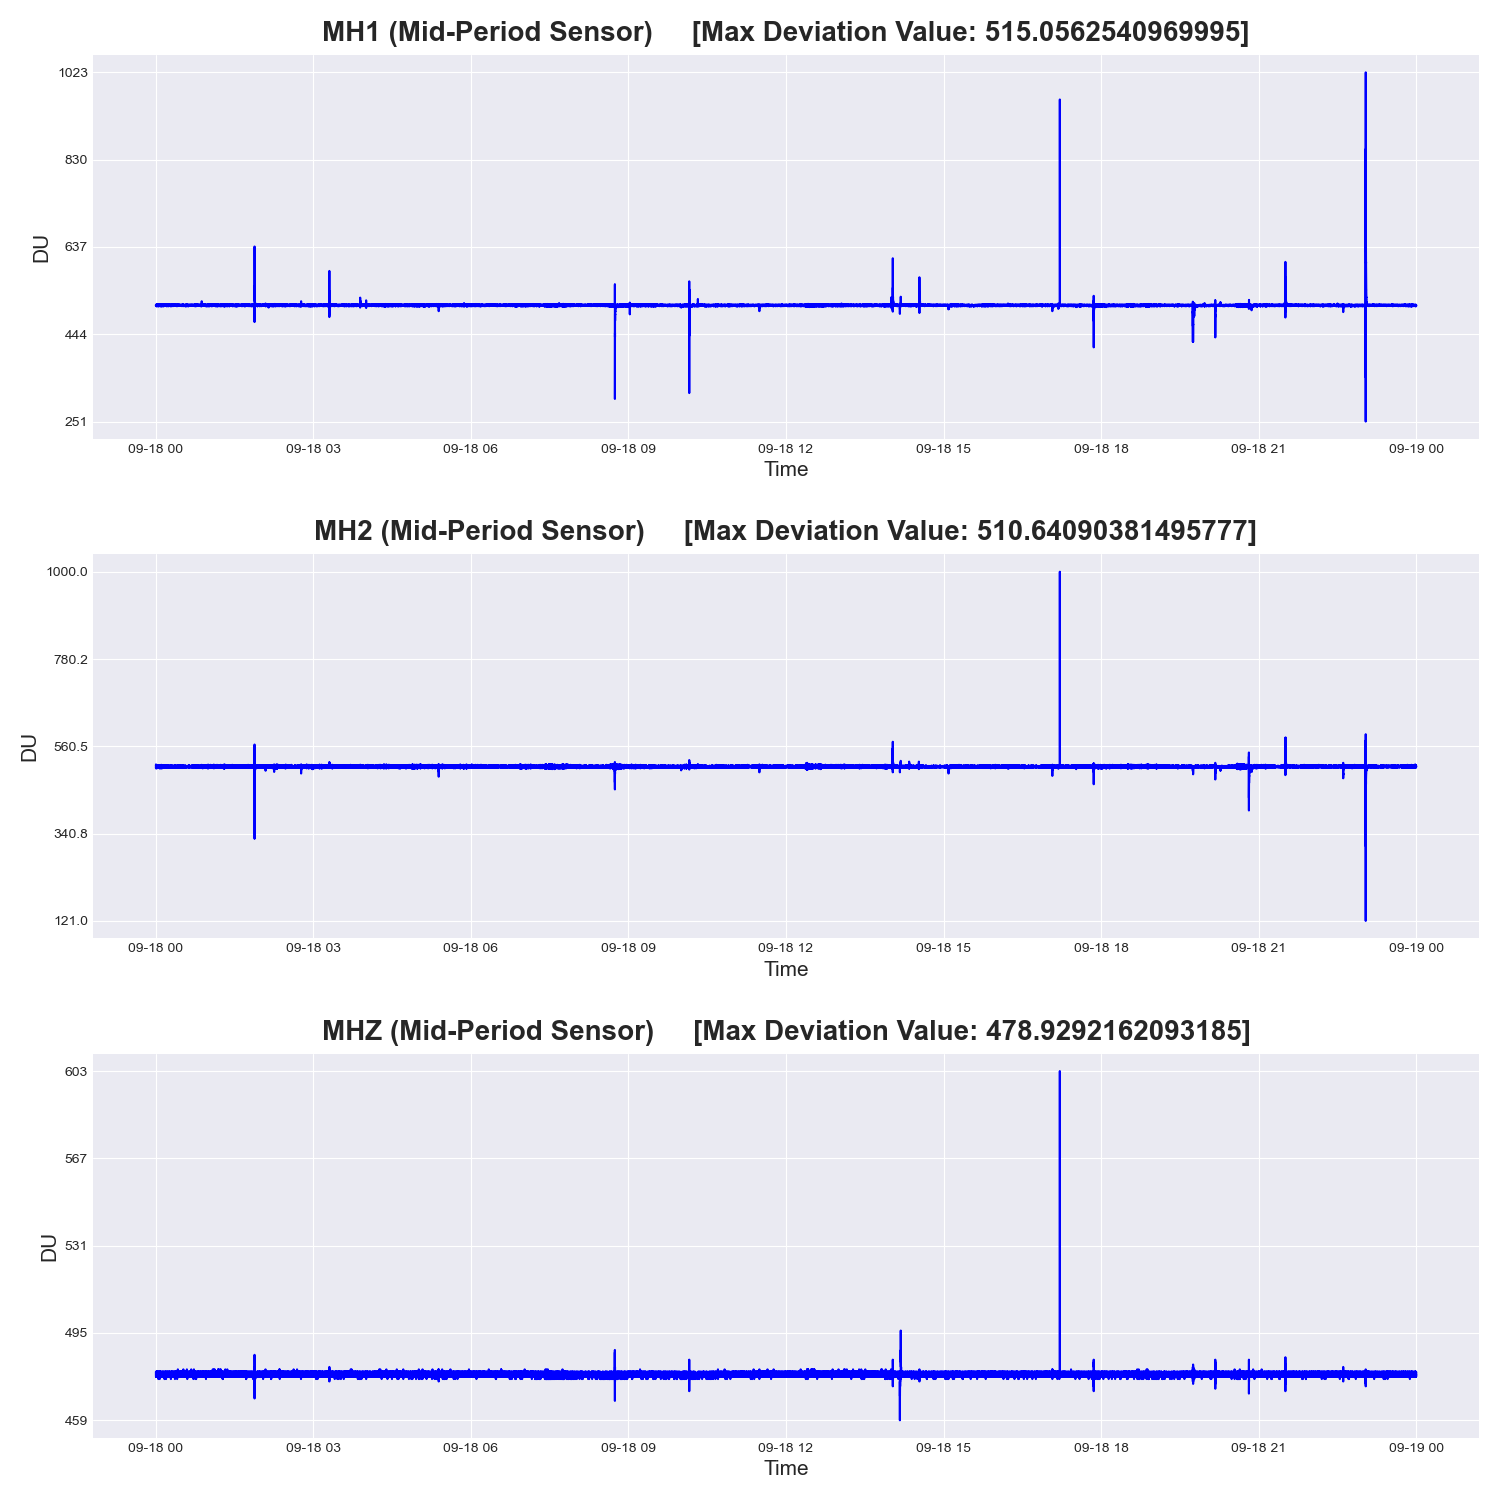 MH1 (Mid-Period Sensor) [Max Deviation Value: 515.0562540969995]
1023
830
637
444
251
DU
09-18 00 09-18 03 09-18 06 09-18 09 09-18 12 09-18 15 09-18 18 09-18 21 09-19 00
Time
MH2 (Mid-Period Sensor) [Max Deviation Value: 510.64090381495777]
1000.0
780.2
560.5
340.8
121.0
DU
09-18 00 09-18 03 09-18 06 09-18 09 09-18 12 09-18 15 09-18 18 09-18 21 09-19 00
Time
MHZ (Mid-Period Sensor) [Max Deviation Value: 478.9292162093185]
603
567
531
495
459
DU
09-18 00 09-18 03 09-18 06 09-18 09 09-18 12 09-18 15 09-18 18 09-18 21 09-19 00
Time